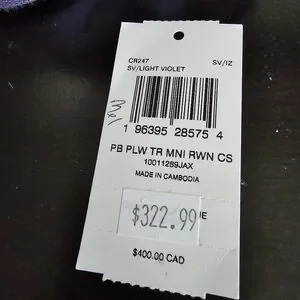 CR247 SV/IZ
SV/LIGHT VIOLET
1 96395 28575 4
PB PLW TR MNI RWN CS
10011289JAX
MADE IN CAMBODIA
$322.99
$400.00 CAD